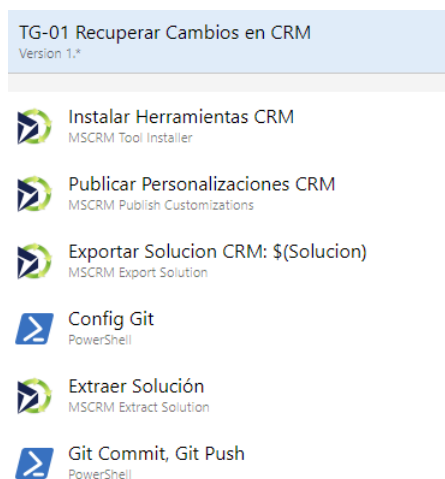 TG-01 Recuperar Cambios en CRM
Version 1.*
Instalar Herramientas CRM
MSCRM Tool Installer
Publicar Personalizaciones CRM
MSCRM Publish Customizations
Exportar Solucion CRM: $(Solucion)
MSCRM Export Solution
Config Git
PowerShell
Extraer Solución
MSCRM Extract Solution
Git Commit, Git Push
PowerShell